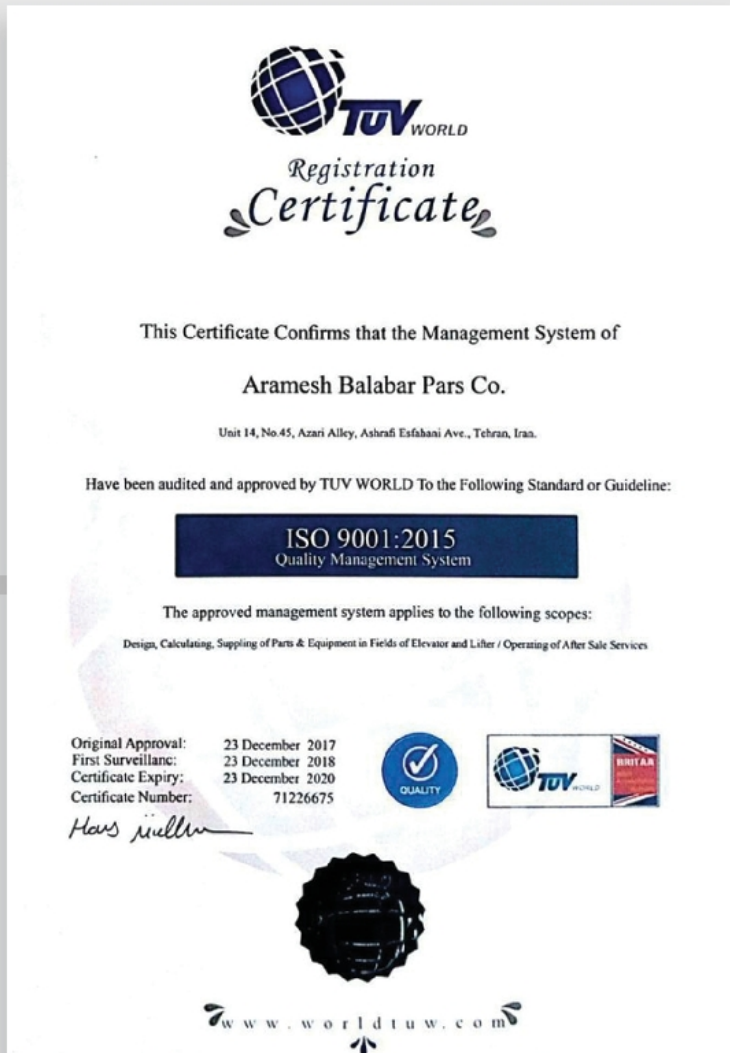 TUV WORLD
Registration
Certificate
This Certificate Confirms that the Management System of
Aramesh Balabar Pars Co.
Unit 14, No.45, Azari Alley, Ashrafi Esfahani Ave., Tehran, Iran.
Have been audited and approved by TUV WORLD To the Following Standard or Guideline:
ISO 9001:2015
Quality Management System
The approved management system applies to the following scopes:
Design, Calculating, Suppling of Parts & Equipment in Fields of Elevator and Lifter / Operating of After Sale Services
Original Approval: 23 December 2017
First Surveillanc: 23 December 2018
Certificate Expiry: 23 December 2020
Certificate Number: 71226675
QUALITY
TUV WORLD
BRITAR
www.worldtuw.com